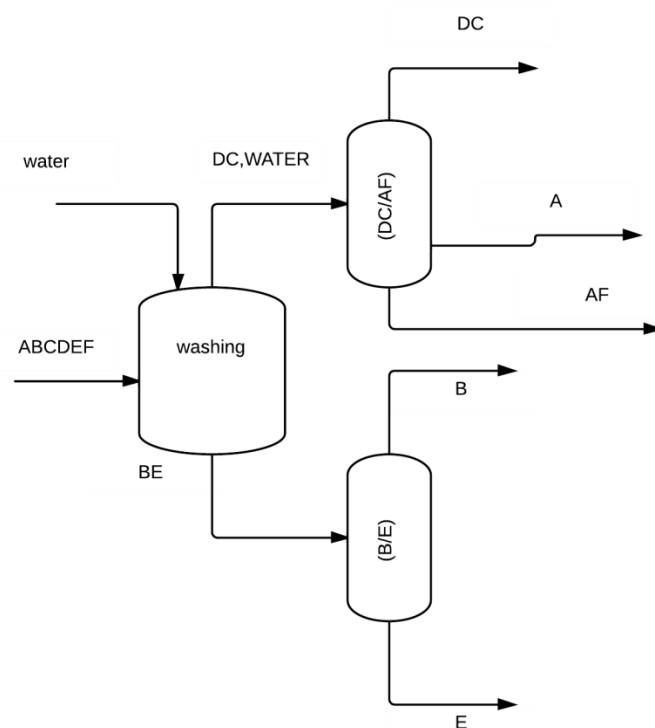 DC
water
DC,WATER
(DC/AF)
A
AF
ABCDEF
washing
B
BE
(B/E)
E